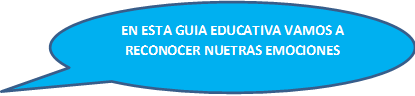 EN ESTA GUIA EDUCATIVA VAMOS A
RECONOCER NUETRAS EMOCIONES